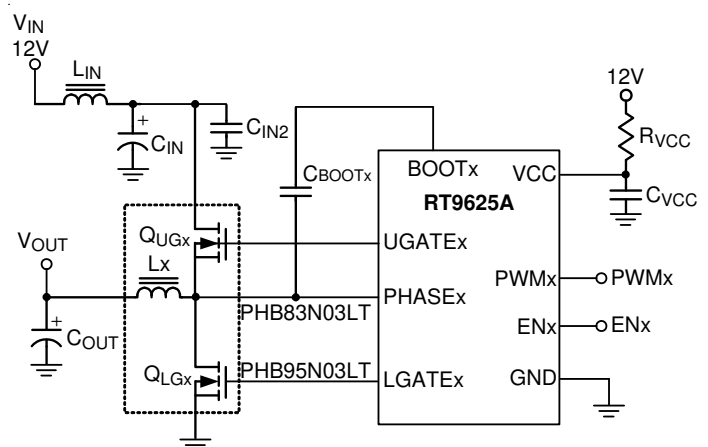 VIN
12V
LIN
CIN
CIN2
CBOOTx
BOOTx
RT9625A
VCC
12V
RVCC
CVCC
VOUT
Lx
QUGx
UGATEx
PHASEx
PHB83N03LT
PWMx
PWMx
ENx
ENx
COUT
QLGx
PHB95N03LT
LGATEx
GND
+
+